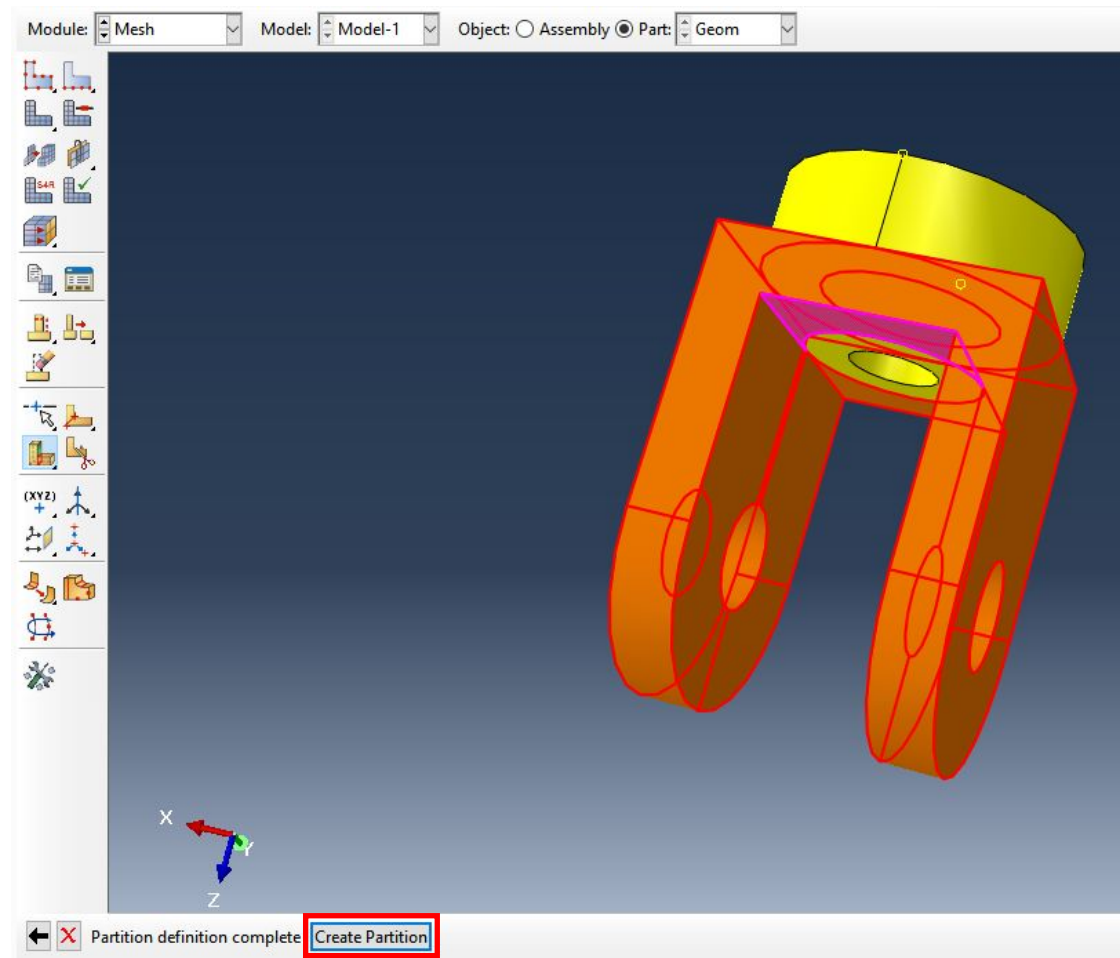 Module: Mesh Model: Model-1 Object: Assembly Part: Geom
S4R
(XYZ)
X
Y
Z
Partition definition complete Create Partition